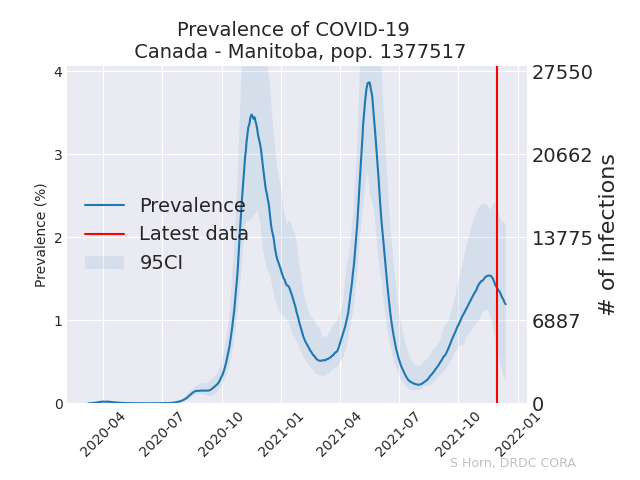 Prevalence of COVID-19
Canada - Manitoba, pop. 1377517
4
3
2
1
0
Prevalence (%)
27550
20662
13775
6887
0
# of infections
Prevalence
Latest data
95CI
2020-04
2020-07
2020-10
2021-01
2021-04
2021-07
2021-10
2022-01
S Horn, DRDC CORA